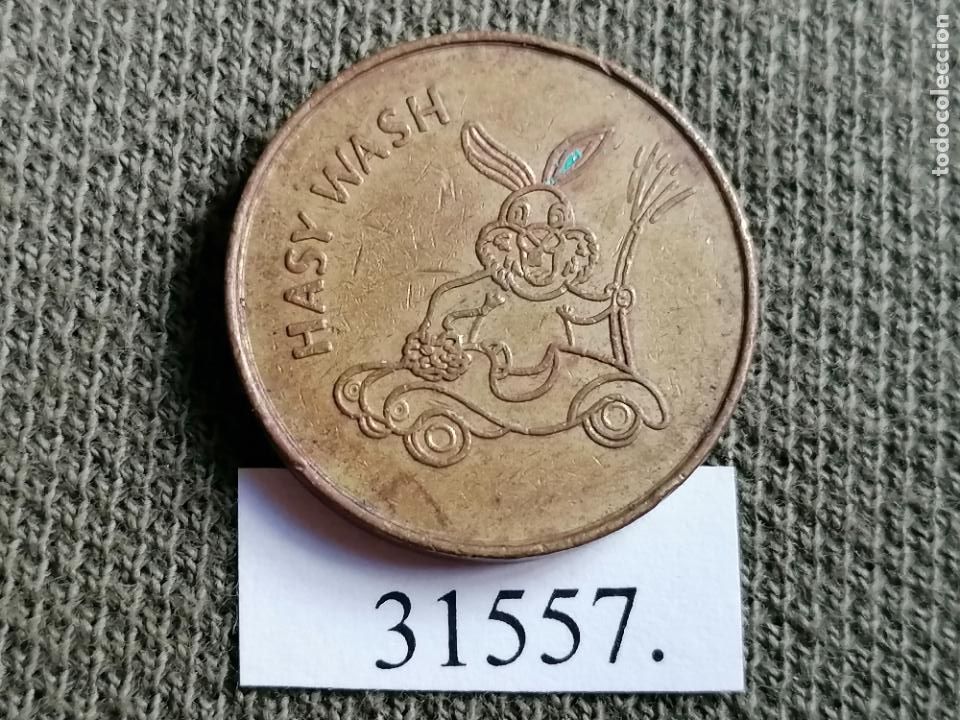 HASY WASH
31557.
todocoleccion